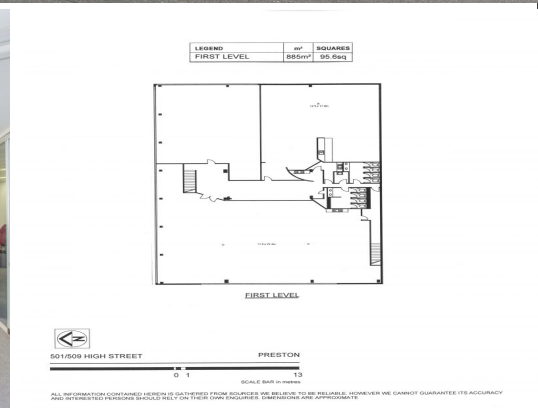 LEGEND m² SQUARES
FIRST LEVEL 885m² 95.6sq
FIRST LEVEL
N
501/509 HIGH STREET PRESTON
0 1 13
SCALE BAR in metres
ALL INFORMATION CONTAINED HEREIN IS GATHERED FROM SOURCES WE BELIEVE TO BE RELIABLE. HOWEVER WE CANNOT GUARANTEE ITS ACCURACY
AND INTERESTED PERSONS SHOULD RELY ON THEIR OWN ENQUIRIES. DIMENSIONS ARE APPROXIMATE